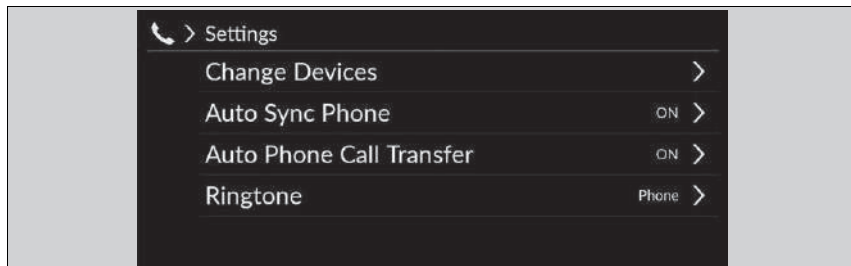 Settings
Change Devices
Auto Sync Phone ON
Auto Phone Call Transfer ON
Ringtone Phone